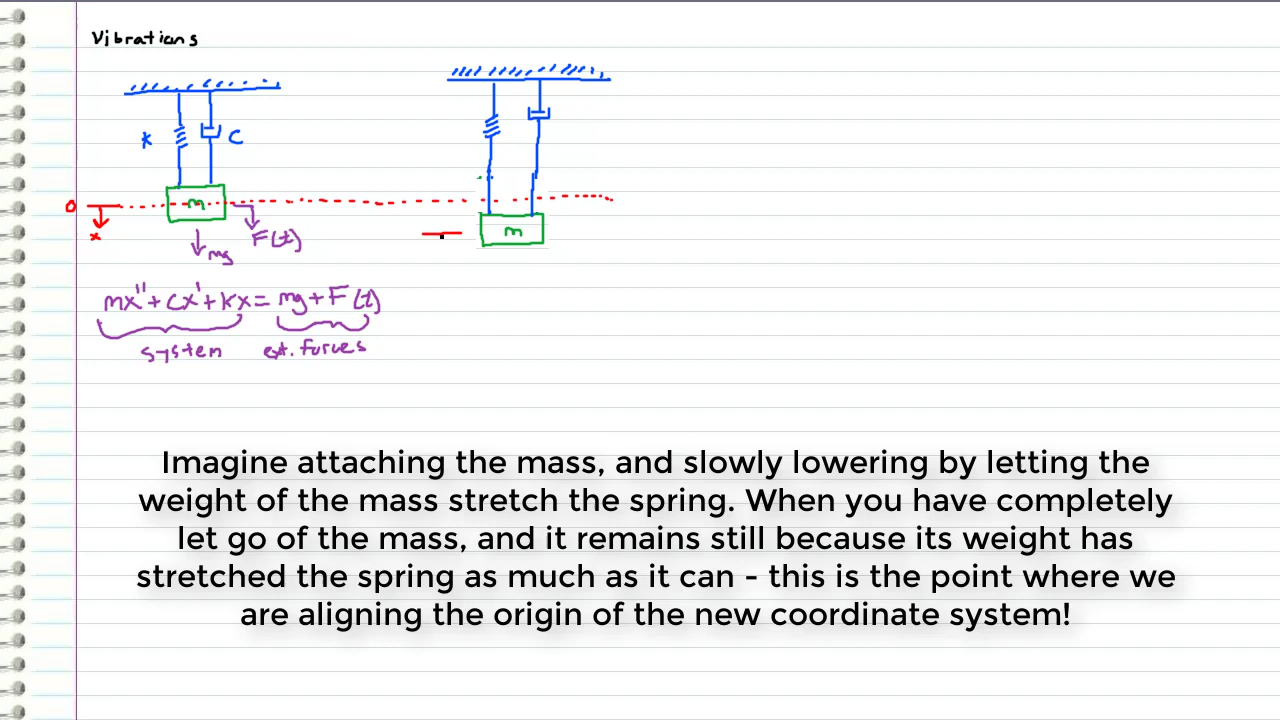 Vibrations
K C
m
0
x
F(t)
mg
m
mx'' + cx' + kx = mg + F(t)
system ext. forces
Imagine attaching the mass, and slowly lowering by letting the
weight of the mass stretch the spring. When you have completely
let go of the mass, and it remains still because its weight has
stretched the spring as much as it can - this is the point where we
are aligning the origin of the new coordinate system!